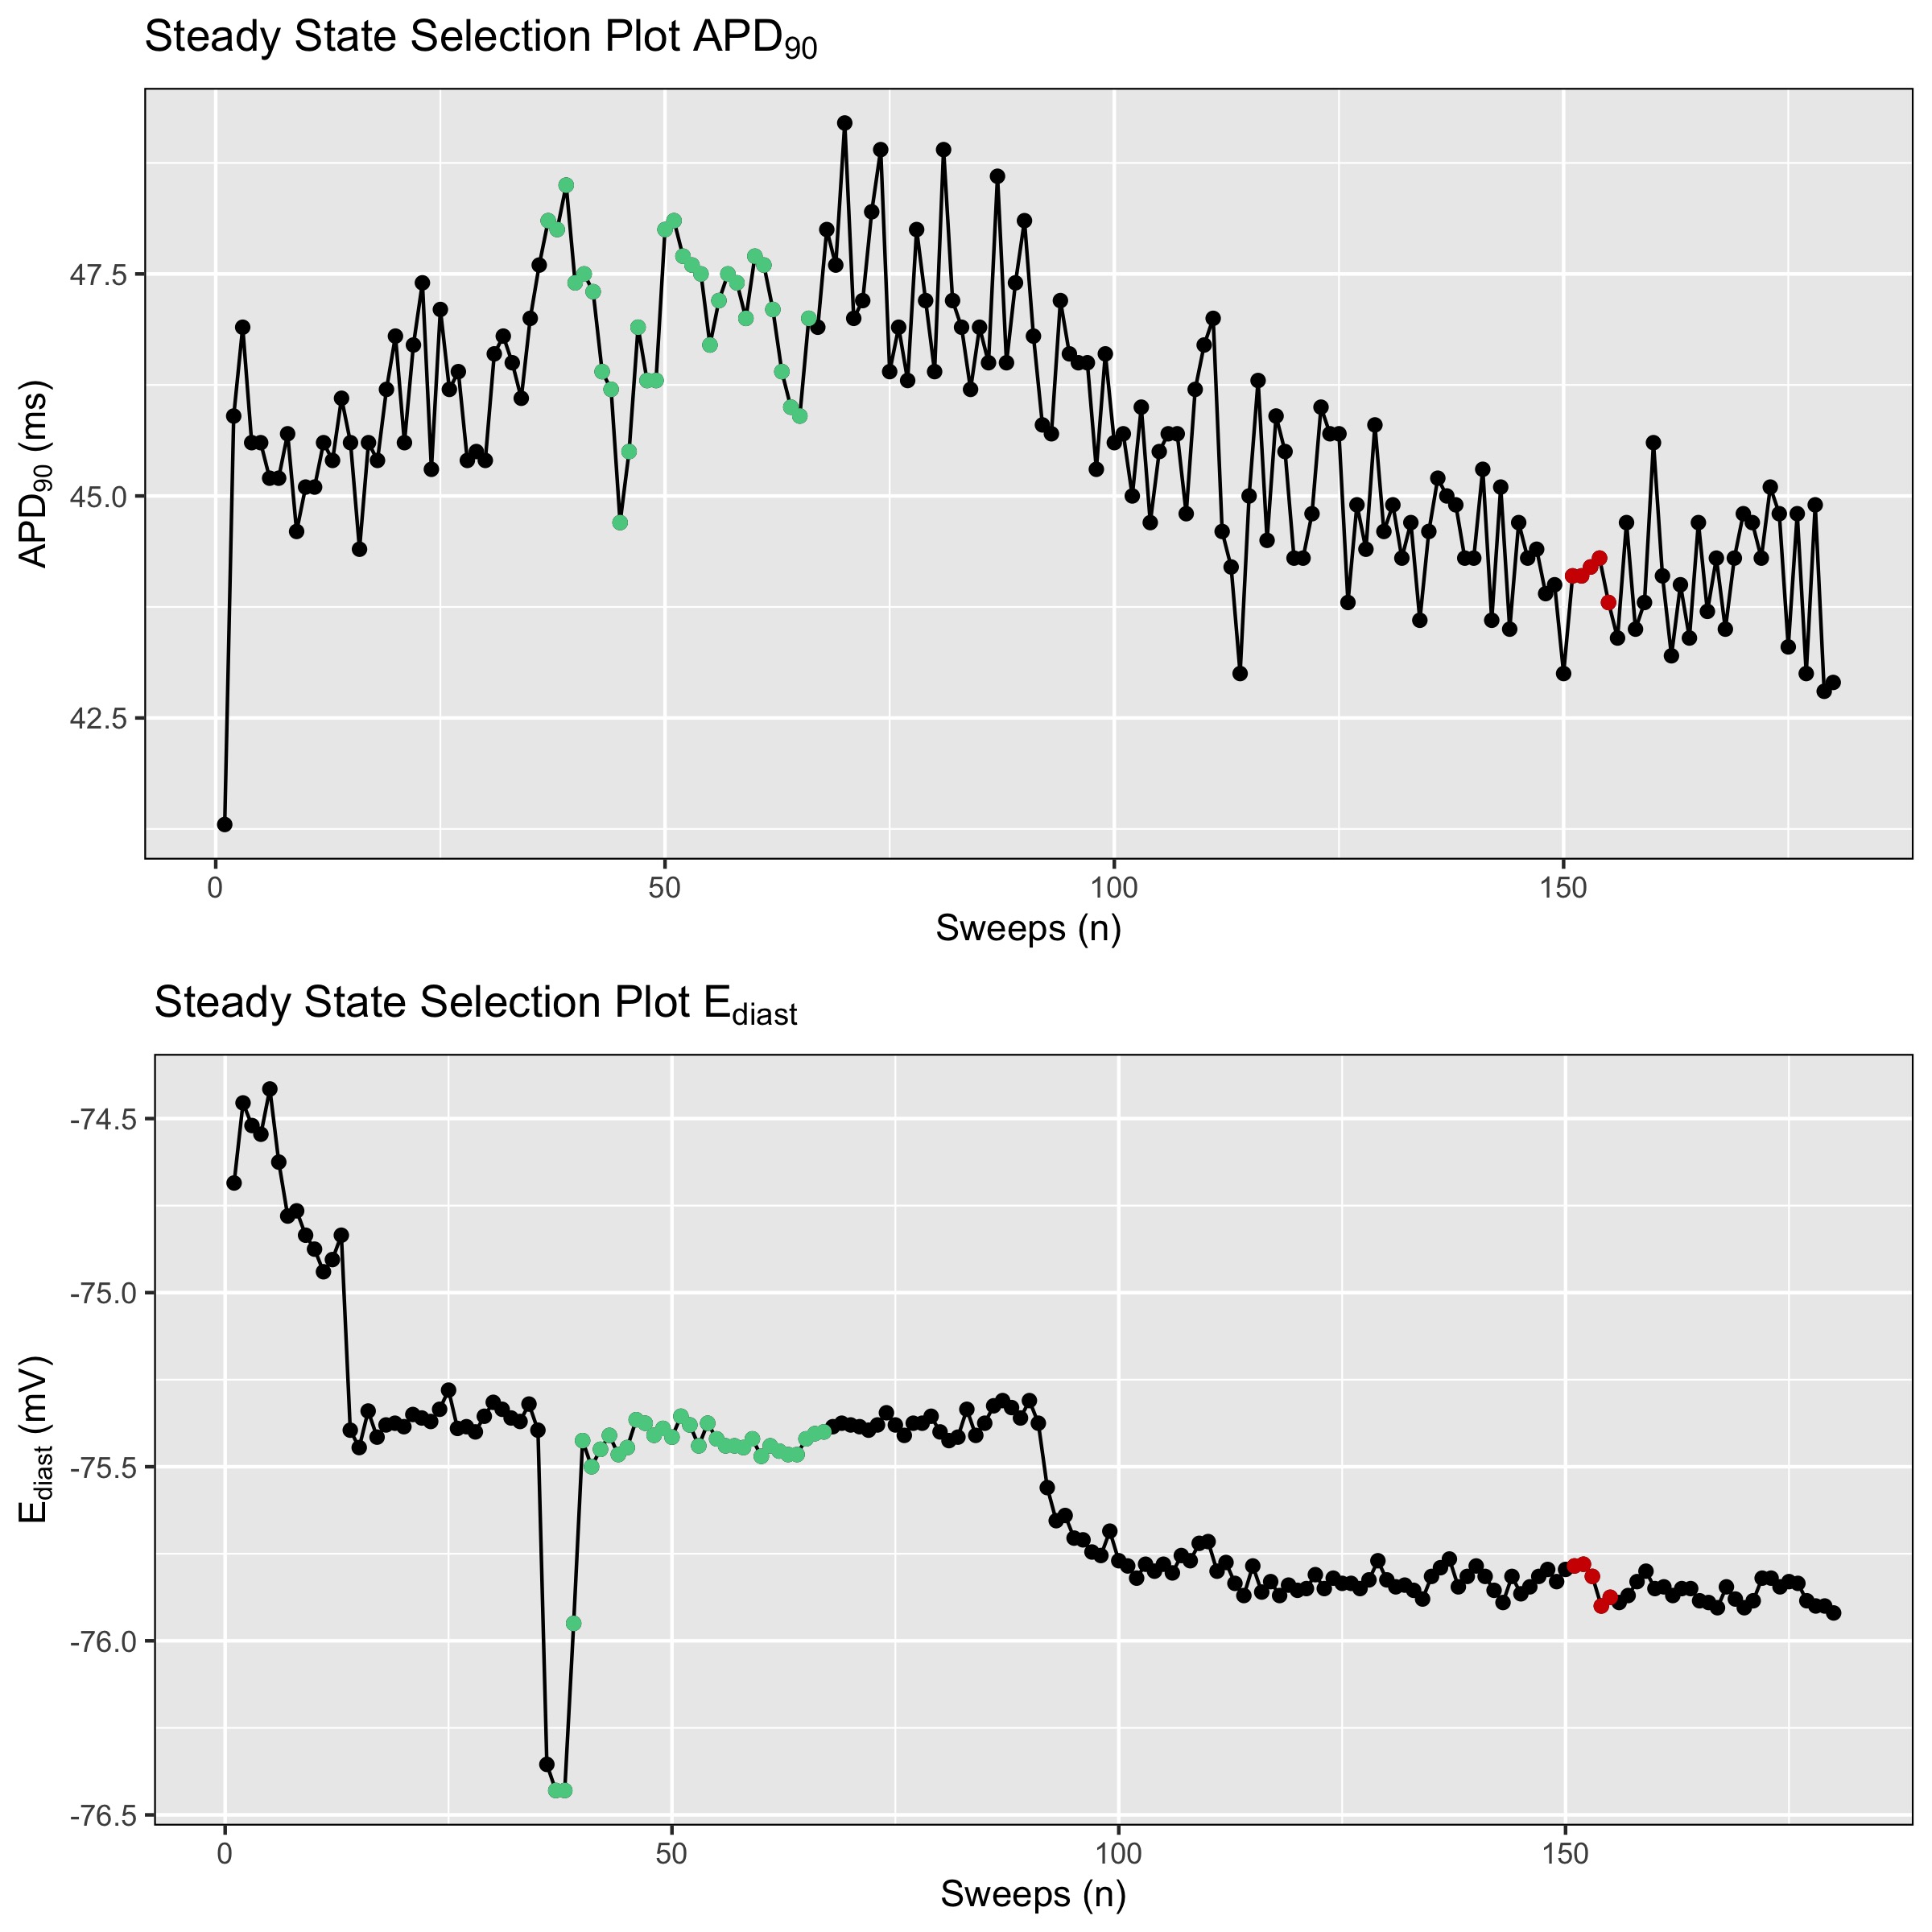 Steady State Selection Plot APD90
APD90 (ms)
47.5
45.0
42.5
0 50 100 150
Sweeps (n)
Steady State Selection Plot Ediast
Ediast (mV)
-74.5
-75.0
-75.5
-76.0
-76.5
0 50 100 150
Sweeps (n)